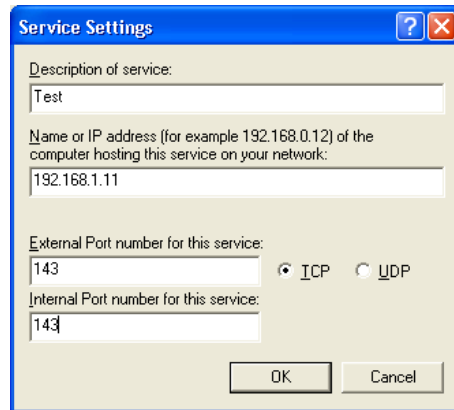 Service Settings
Description of service:
Test
Name or IP address (for example 192.168.0.12) of the
computer hosting this service on your network:
192.168.1.11
External Port number for this service:
143
TCP
UDP
Internal Port number for this service:
143
OK
Cancel